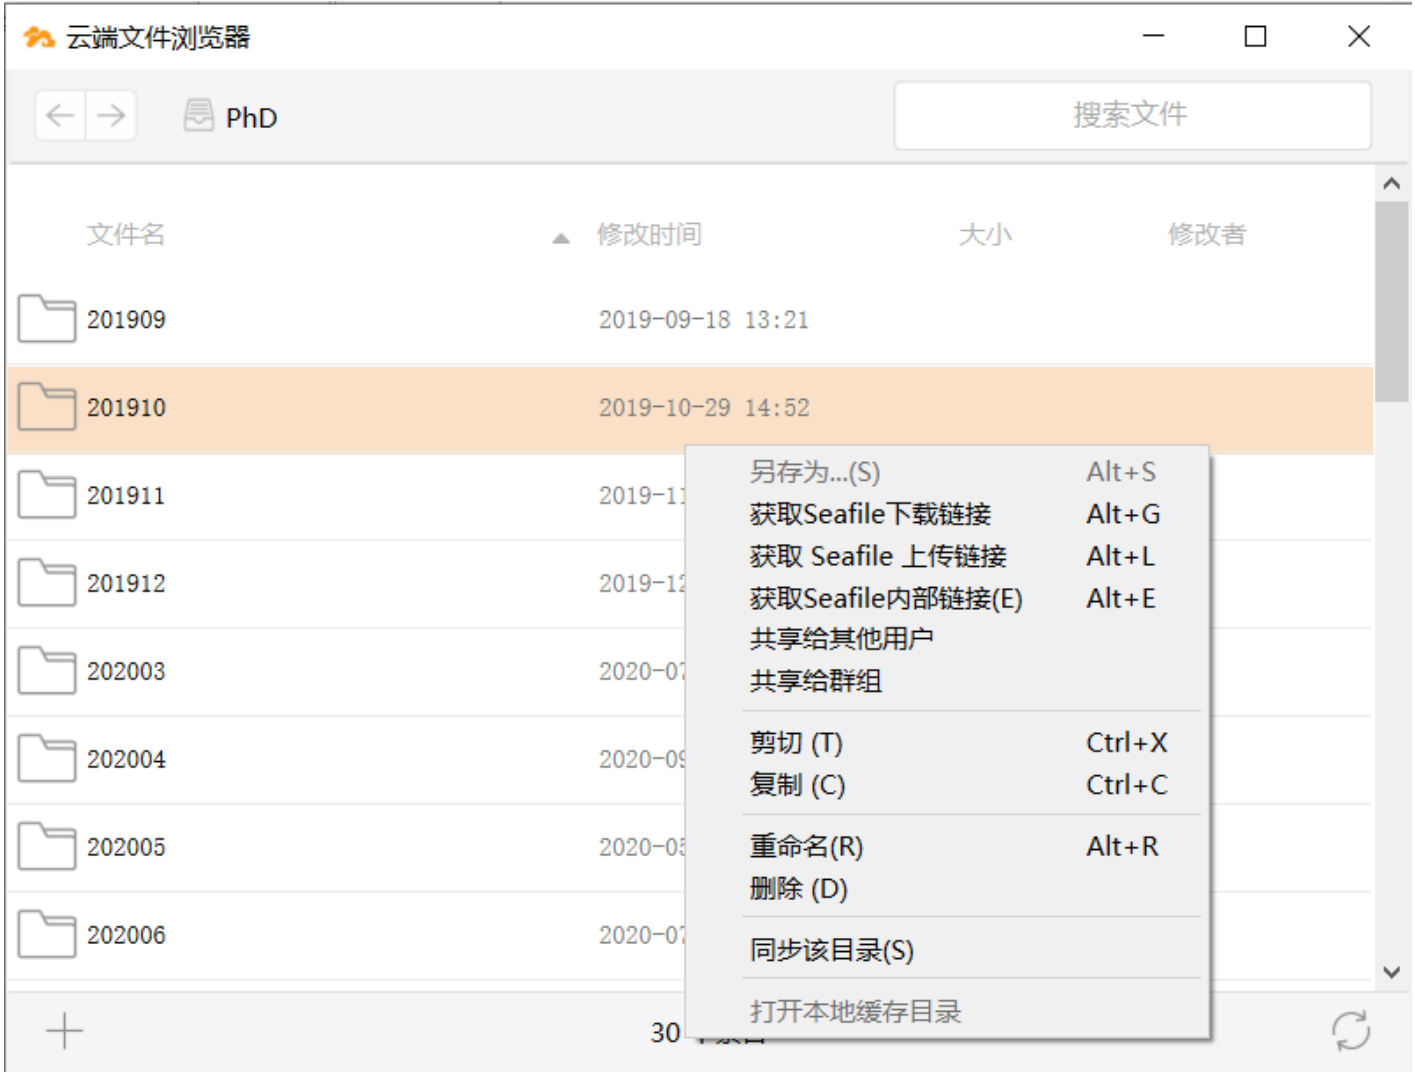 云端文件浏览器
PhD
搜索文件
文件名 修改时间 大小 修改者
201909 2019-09-18 13:21
201910 2019-10-29 14:52
201911 2019-11
201912 2019-12
202003 2020-07
202004 2020-09
202005 2020-05
202006 2020-07
另存为...(S) Alt+S
获取Seafile下载链接 Alt+G
获取 Seafile 上传链接 Alt+L
获取Seafile内部链接(E) Alt+E
共享给其他用户
共享给群组
剪切 (T) Ctrl+X
复制 (C) Ctrl+C
重命名(R) Alt+R
删除 (D)
同步该目录(S)
打开本地缓存目录
30